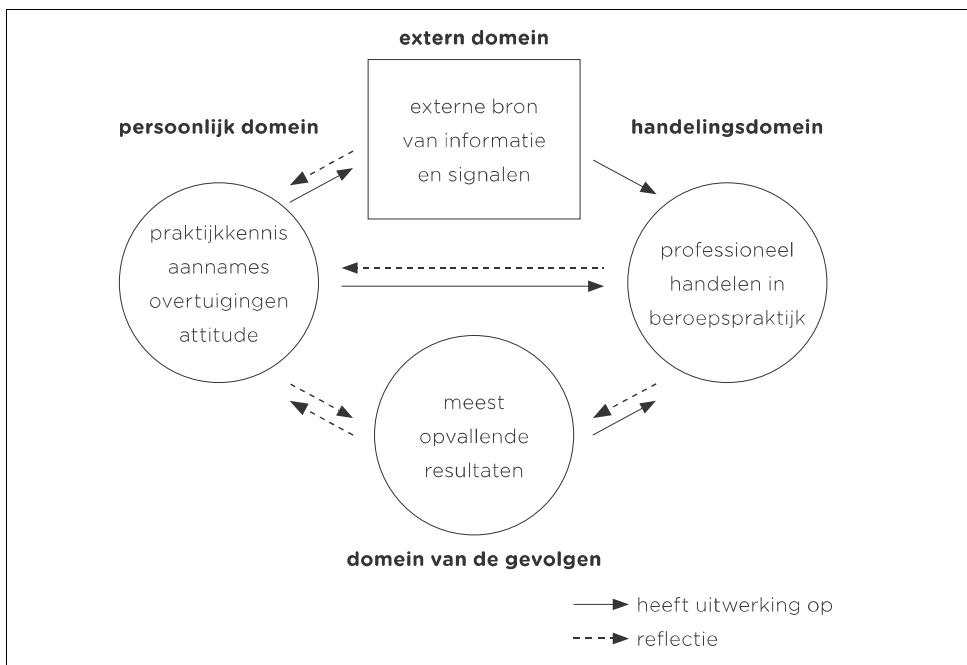 extern domein
externe bron
van informatie
en signalen
persoonlijk domein
handelingsdomein
praktijkkennis
aannames
overtuigingen
attitude
professioneel
handelen in
beroepspraktijk
meest
opvallende
resultaten
domein van de gevolgen
heeft uitwerking op
reflectie